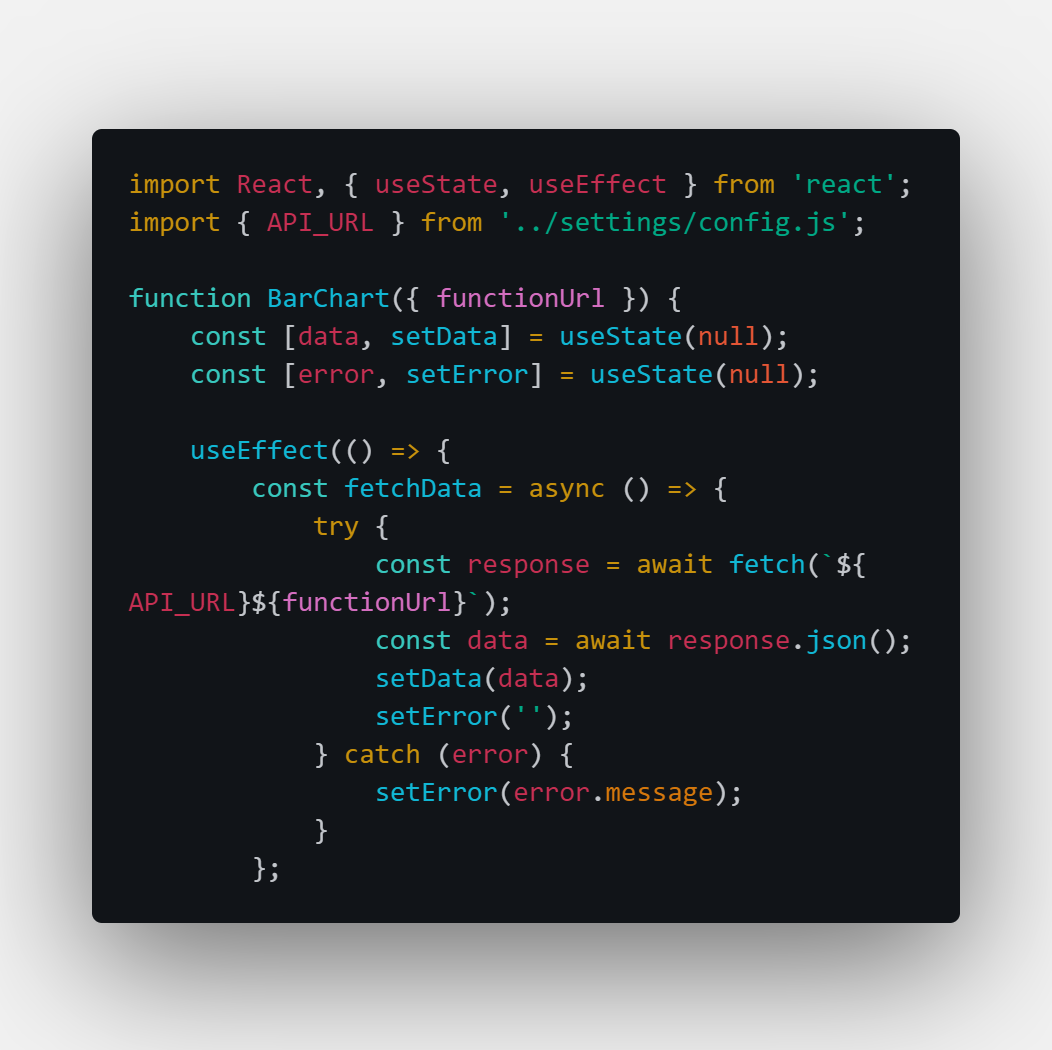 import React, { useState, useEffect } from 'react';
import { API_URL } from '../settings/config.js';

function BarChart({ functionUrl }) {
    const [data, setData] = useState(null);
    const [error, setError] = useState(null);

    useEffect(() => {
        const fetchData = async () => {
            try {
                const response = await fetch(`${
API_URL}${functionUrl}`);
                const data = await response.json();
                setData(data);
                setError('');
            } catch (error) {
                setError(error.message);
            }
        };